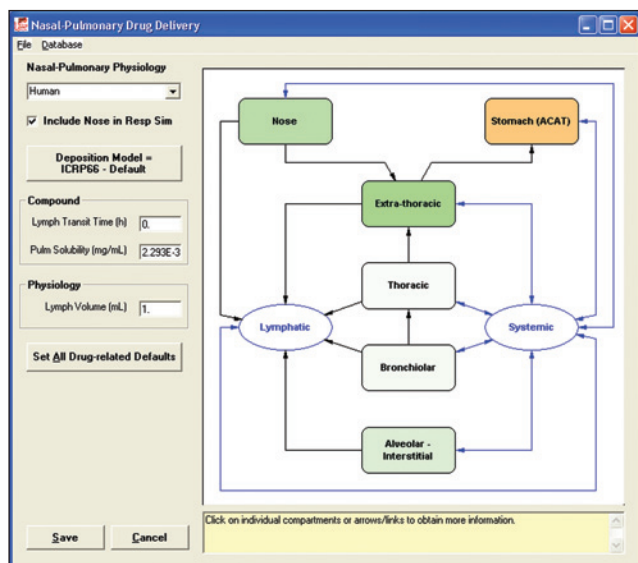 Nasal-Pulmonary Drug Delivery
File Database
Nasal-Pulmonary Physiology
Human
Include Nose in Resp Sim
Deposition Model =
ICRP66 - Default
Compound
Lymph Transit Time (h) 0.
Pulm Solubility (mg/mL) 2.293E-3
Physiology
Lymph Volume (mL) 1.
Set All Drug-related Defaults
Save Cancel
Nose
Stomach (ACAT)
Extra-thoracic
Thoracic
Lymphatic
Systemic
Bronchiolar
Alveolar -
Interstitial
Click on individual compartments or arrows/links to obtain more information.